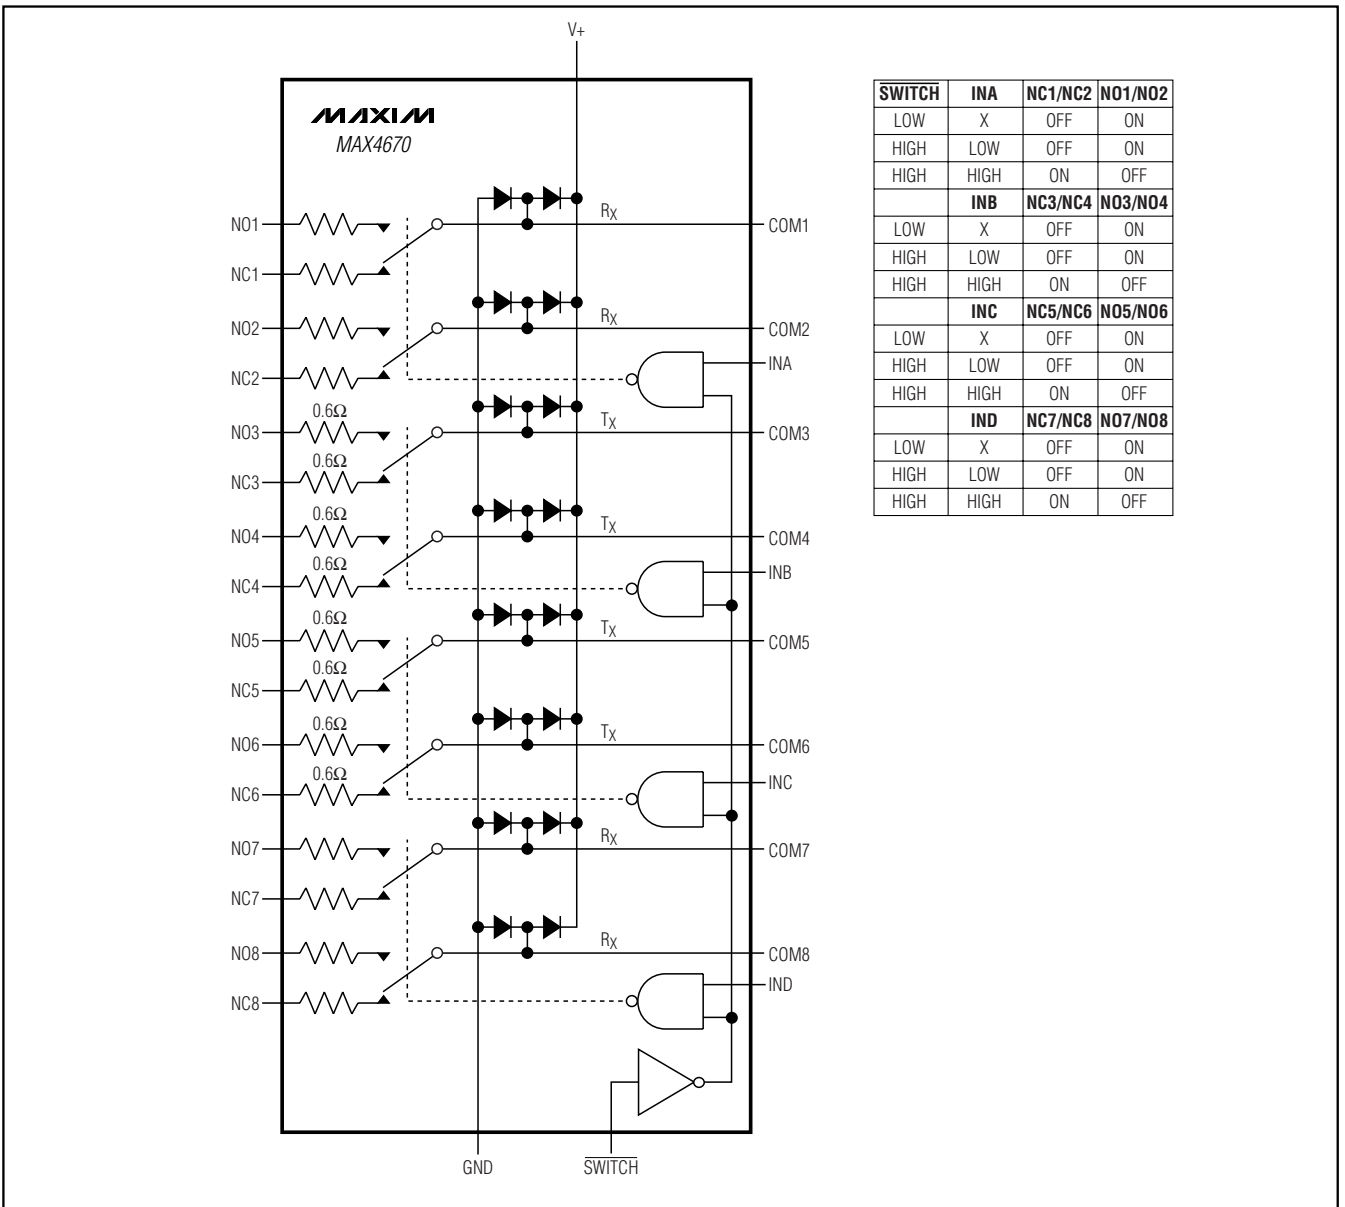 V+
MAXIM
MAX4670
NO1
RX
COM1
NC1
NO2
RX
COM2
INA
NC2
0.6Ω
NO3
TX
COM3
0.6Ω
NC3
0.6Ω
NO4
TX
COM4
0.6Ω
INB
NC4
0.6Ω
NO5
TX
COM5
0.6Ω
NC5
0.6Ω
NO6
TX
COM6
0.6Ω
INC
NC6
NO7
RX
COM7
NC7
NO8
RX
COM8
IND
NC8
GND
SWITCH
SWITCH INA NC1/NC2 NO1/NO2
LOW X OFF ON
HIGH LOW OFF ON
HIGH HIGH ON OFF
INB NC3/NC4 NO3/NO4
LOW X OFF ON
HIGH LOW OFF ON
HIGH HIGH ON OFF
INC NC5/NC6 NO5/NO6
LOW X OFF ON
HIGH LOW OFF ON
HIGH HIGH ON OFF
IND NC7/NC8 NO7/NO8
LOW X OFF ON
HIGH LOW OFF ON
HIGH HIGH ON OFF